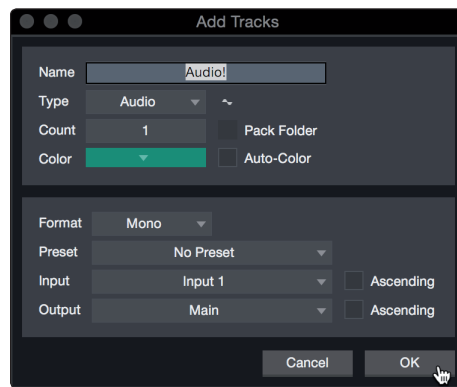 Add Tracks
Name Audio!
Type Audio
Count 1 Pack Folder
Color Auto-Color
Format Mono
Preset No Preset
Input Input 1 Ascending
Output Main Ascending
Cancel OK